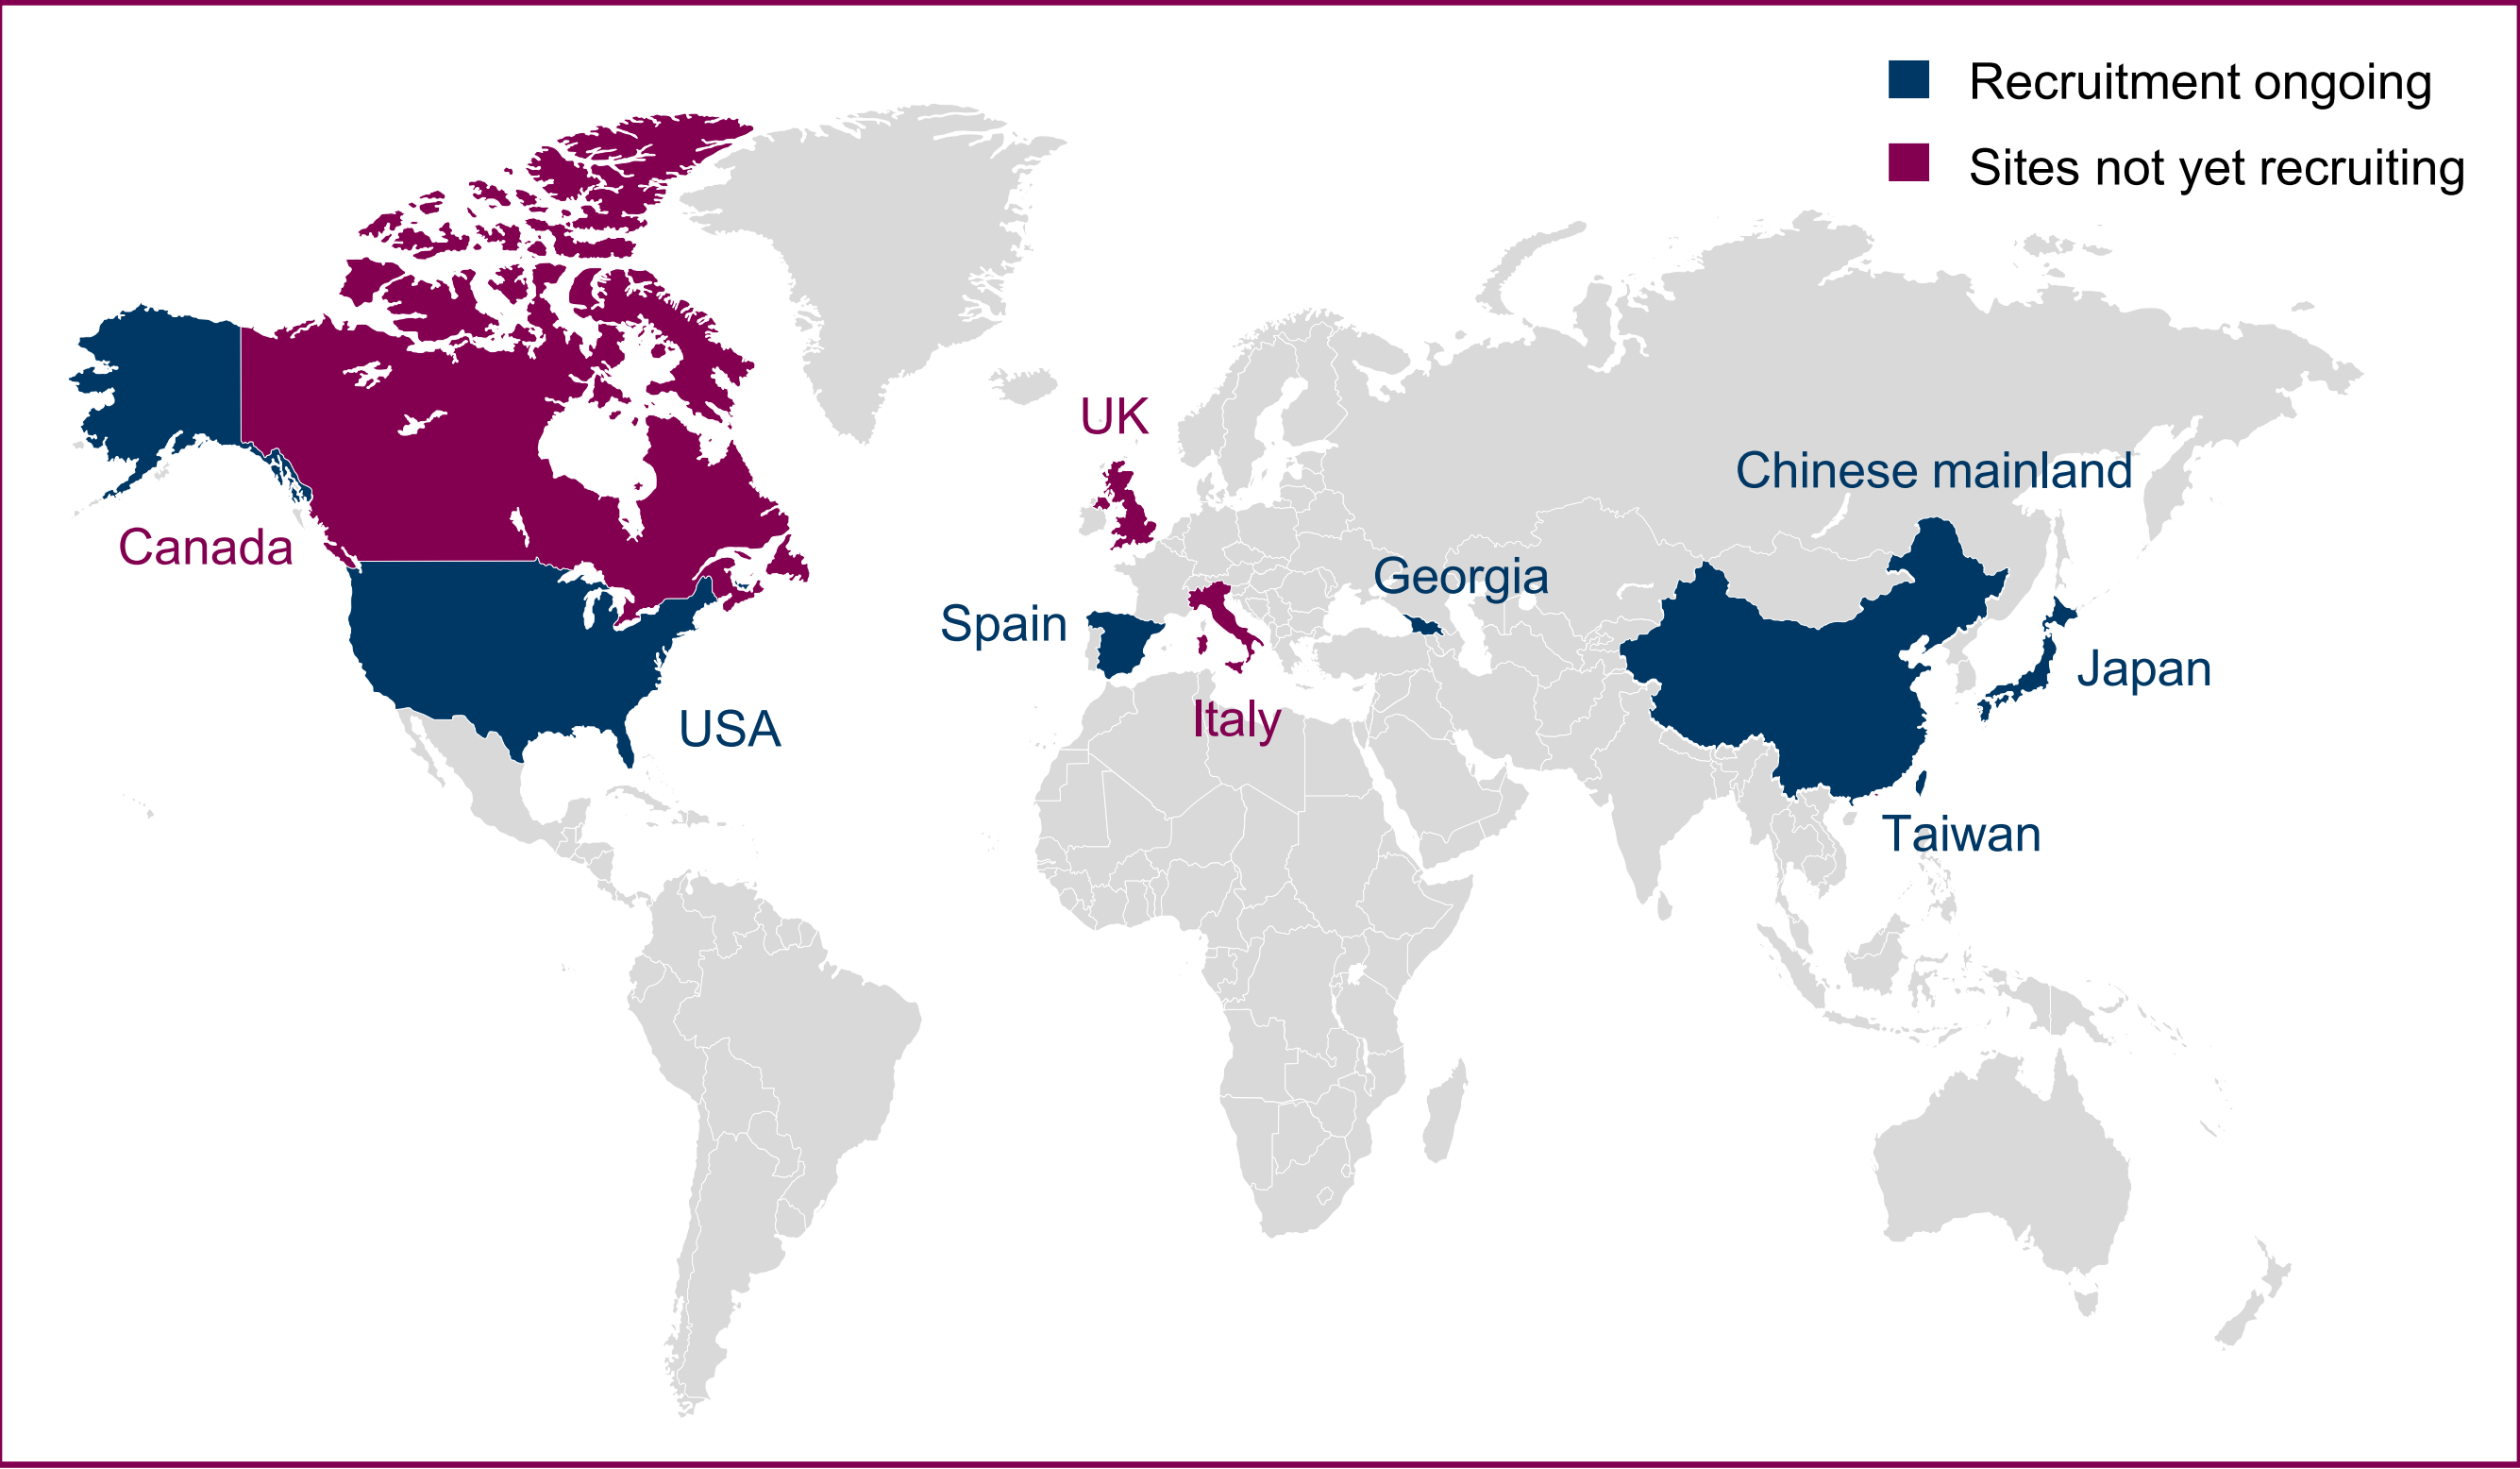 Recruitment ongoing
Sites not yet recruiting
UK
Chinese mainland
Canada
Georgia
Spain
Japan
USA
Italy
Taiwan